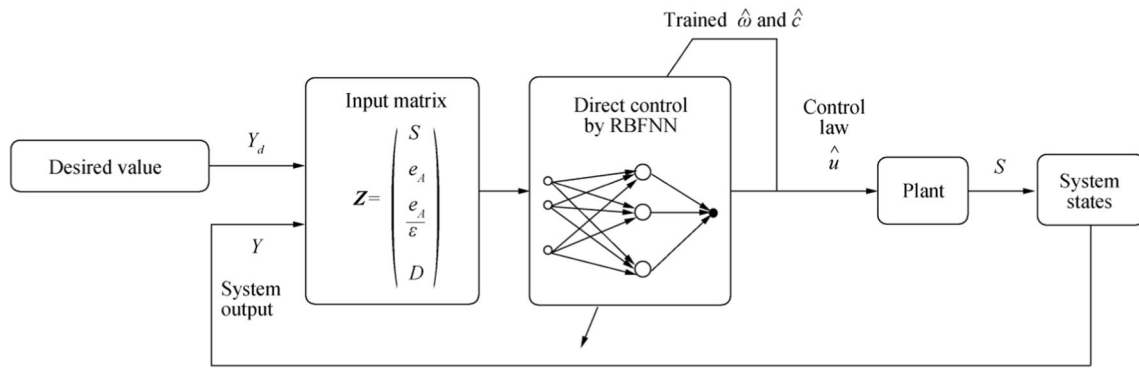 Trained ω̂ and ĉ
Input matrix
Direct control
by RBFNN
Control
law
û
Desired value
Y_d
Z=
S
e_A
e_A
ε
D
Plant
S
System
states
Y
System
output